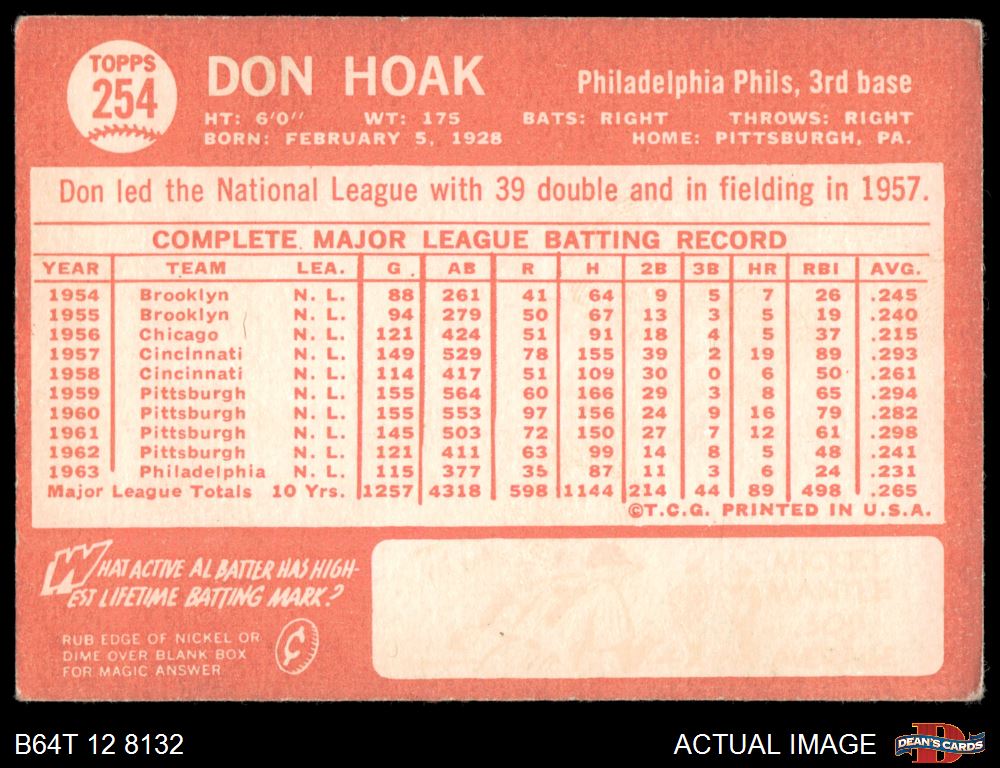 TOPPS
254
DON HOAK
Philadelphia Phils, 3rd base
HT: 6'0" WT: 175 BATS: RIGHT THROWS: RIGHT
BORN: FEBRUARY 5, 1928 HOME: PITTSBURGH, PA.
Don led the National League with 39 double and in fielding in 1957.
COMPLETE MAJOR LEAGUE BATTING RECORD
YEAR TEAM LEA. G. AB R H 2B 3B HR RBI AVG.
1954 Brooklyn N. L. 88 261 41 64 9 5 7 26 .245
1955 Brooklyn N. L. 94 279 50 67 13 3 5 19 .240
1956 Chicago N. L. 121 424 51 91 18 4 5 37 .215
1957 Cincinnati N. L. 149 529 78 155 39 2 19 89 .293
1958 Cincinnati N. L. 114 417 51 109 30 0 6 50 .261
1959 Pittsburgh N. L. 155 564 60 166 29 3 8 65 .294
1960 Pittsburgh N. L. 155 553 97 156 24 9 16 79 .282
1961 Pittsburgh N. L. 145 503 72 150 27 7 12 61 .298
1962 Pittsburgh N. L. 121 411 63 99 14 8 5 48 .241
1963 Philadelphia N. L. 115 377 35 87 11 3 6 24 .231
Major League Totals 10 Yrs. 1257 4318 598 1144 214 44 89 498 .265
©T.C.G. PRINTED IN U.S.A.
WHAT ACTIVE AL BATTER HAS HIGH-
EST LIFETIME BATTING MARK?
RUB EDGE OF NICKEL OR
DIME OVER BLANK BOX
FOR MAGIC ANSWER
¢
B64T 12 8132
ACTUAL IMAGE
D
DEAN'S CARDS